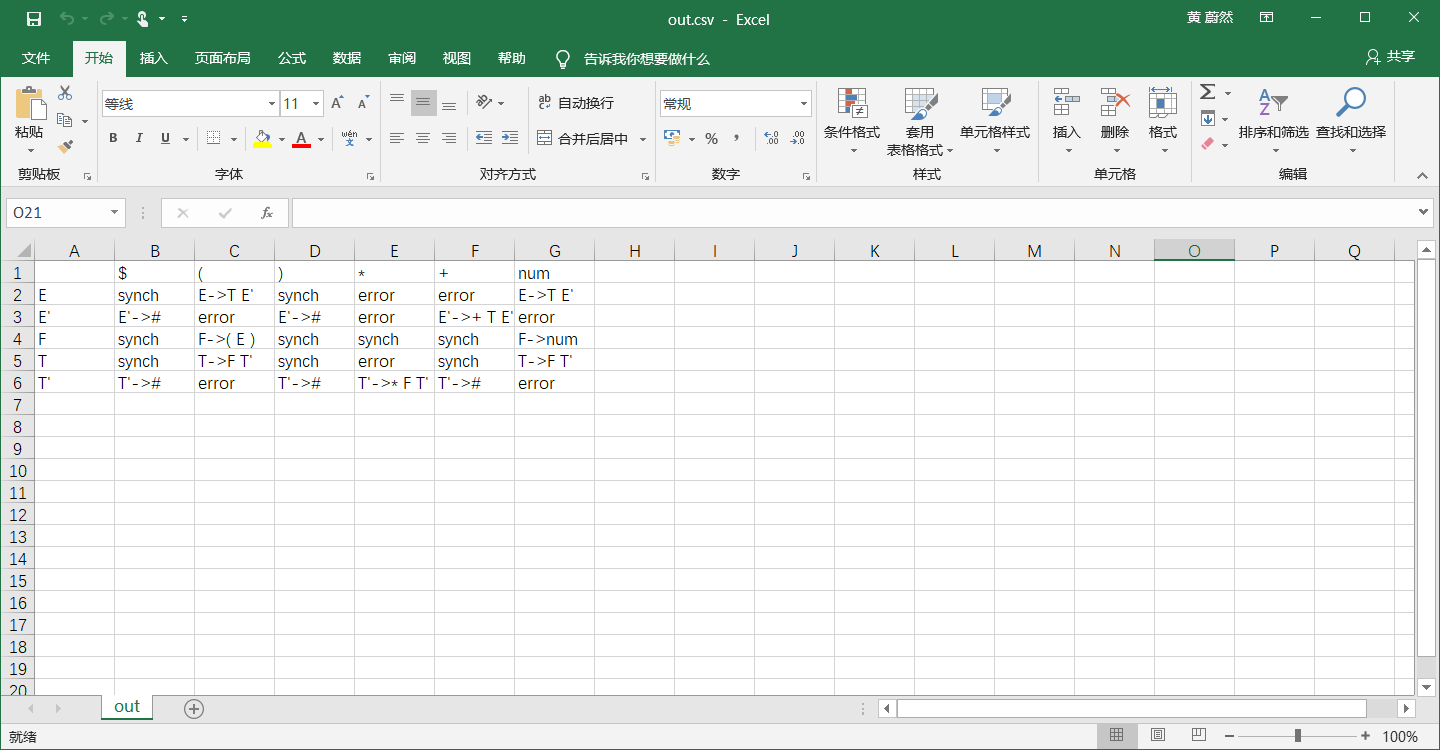 out.csv - Excel
黄 蔚然
文件 开始 插入 页面布局 公式 数据 审阅 视图 帮助 告诉我你想要做什么 共享
等线 11 A A ab 自动换行 常规
粘贴 条件格式 套用 单元格样式 插入 删除 格式 排序和筛选 查找和选择
B I U A wén 文 合并后居中 % , .00
表格格式
剪贴板 字体 对齐方式 数字 样式 单元格 编辑
O21 fx
A B C D E F G H I J K L M N O P Q
1 $ ( ) * + num
2 E synch E->T E' synch error error E->T E'
3 E' E'->#  error E'->#  error E'->+ T E' error
4 F synch F->( E ) synch synch synch F->num
5 T synch T->F T' synch error synch T->F T'
6 T' T'->#  error T'->#  T'->* F T' T'->#  error
7
8
9
10
11
12
13
14
15
16
17
18
19
20
out
就绪 100%